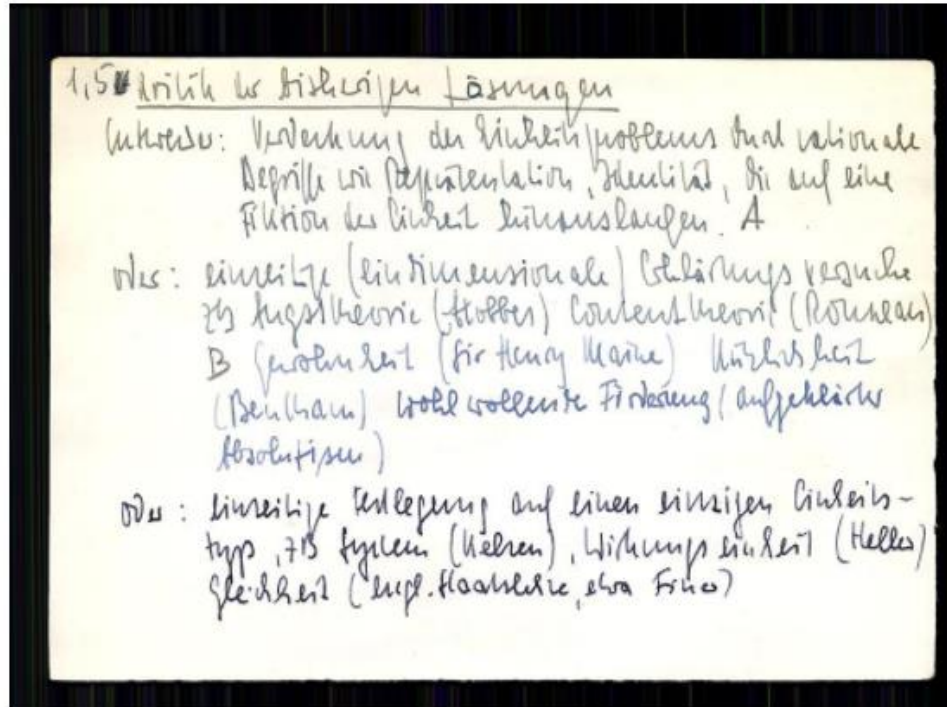 1,5 Kritik der bisherigen Lösungen
Entweder: Verdeckung des Einheitsproblems durch rationale
Begriffe wie Repräsentation, Identität, die auf eine
Fiktion der Einheit hinauslaufen. A
oder: einseitige (eindimensionale) Erklärungsversuche
zB Angsttheorie (Hobbes) Consenttheorie (Rousseau)
B Gewohnheit (Sir Henry Maine) Nützlichkeit
(Bentham) wohlwollende Förderung (aufgeklärter
Absolutismus)
oder: einseitige Festlegung auf einen einzigen Einheits-
typ, zB System (Kelsen), Wirkungseinheit (Heller)
Gleichheit (engl. Staatslehre, etwa Finer)